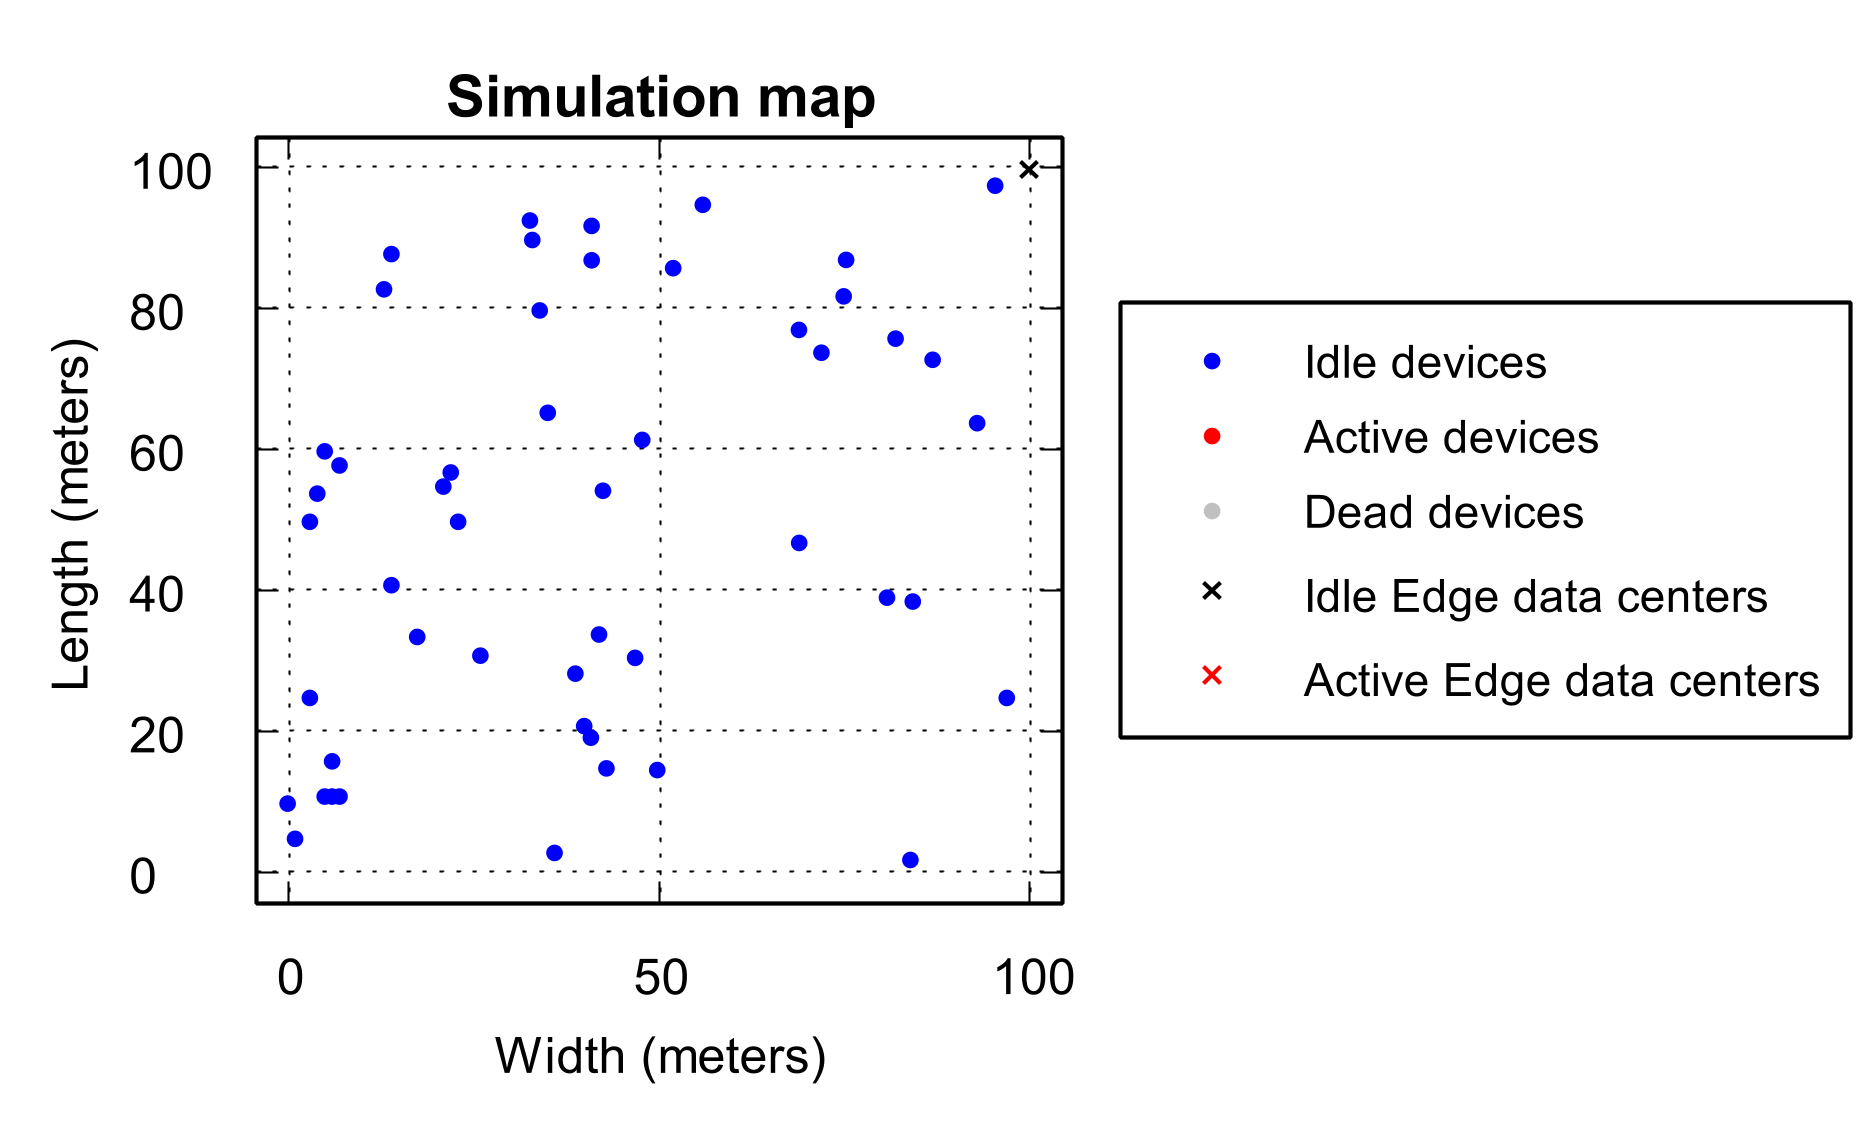 Simulation map
100
80
60
40
20
0
Length (meters)
0 50 100
Width (meters)
Idle devices
Active devices
Dead devices
Idle Edge data centers
Active Edge data centers